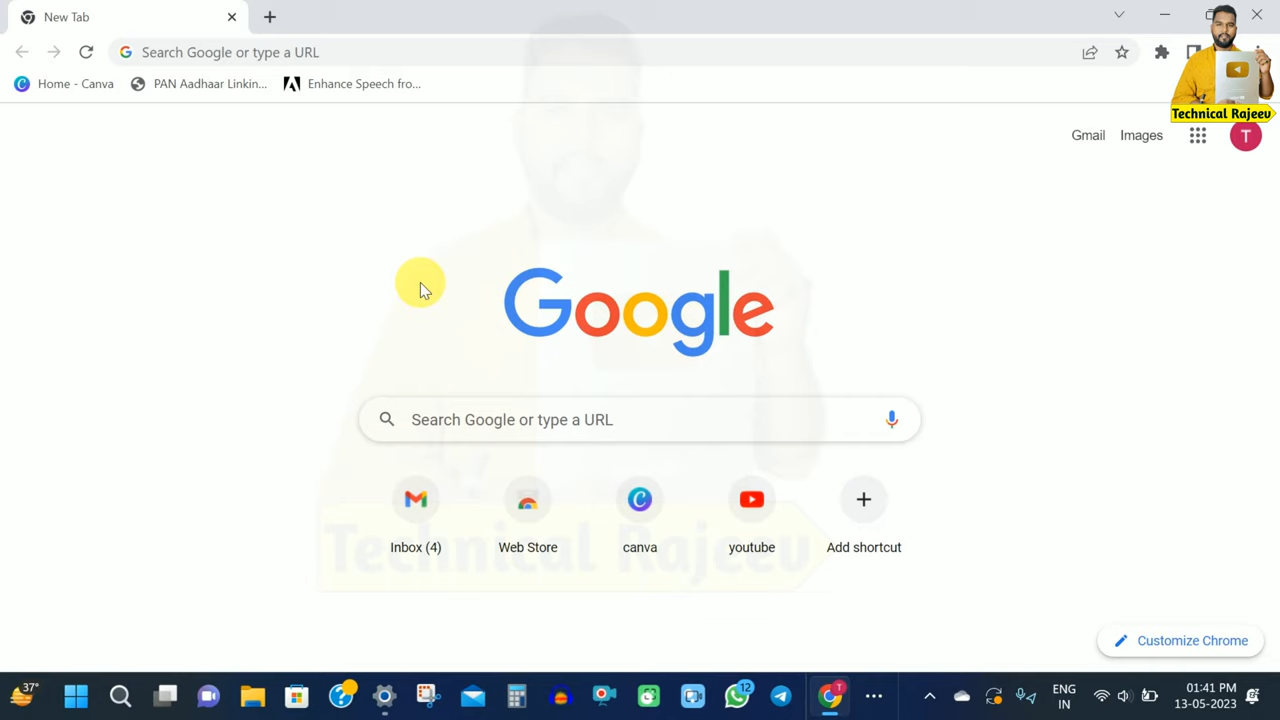 New Tab
Search Google or type a URL
Home - Canva
PAN Aadhaar Linkin...
Enhance Speech fro...
Technical Rajeev
Gmail
Images
T
Google
Search Google or type a URL
Inbox (4)
Web Store
canva
youtube
Add shortcut
Technical Rajeev
Customize Chrome
37°
12
T
ENG
IN
01:41 PM
13-05-2023